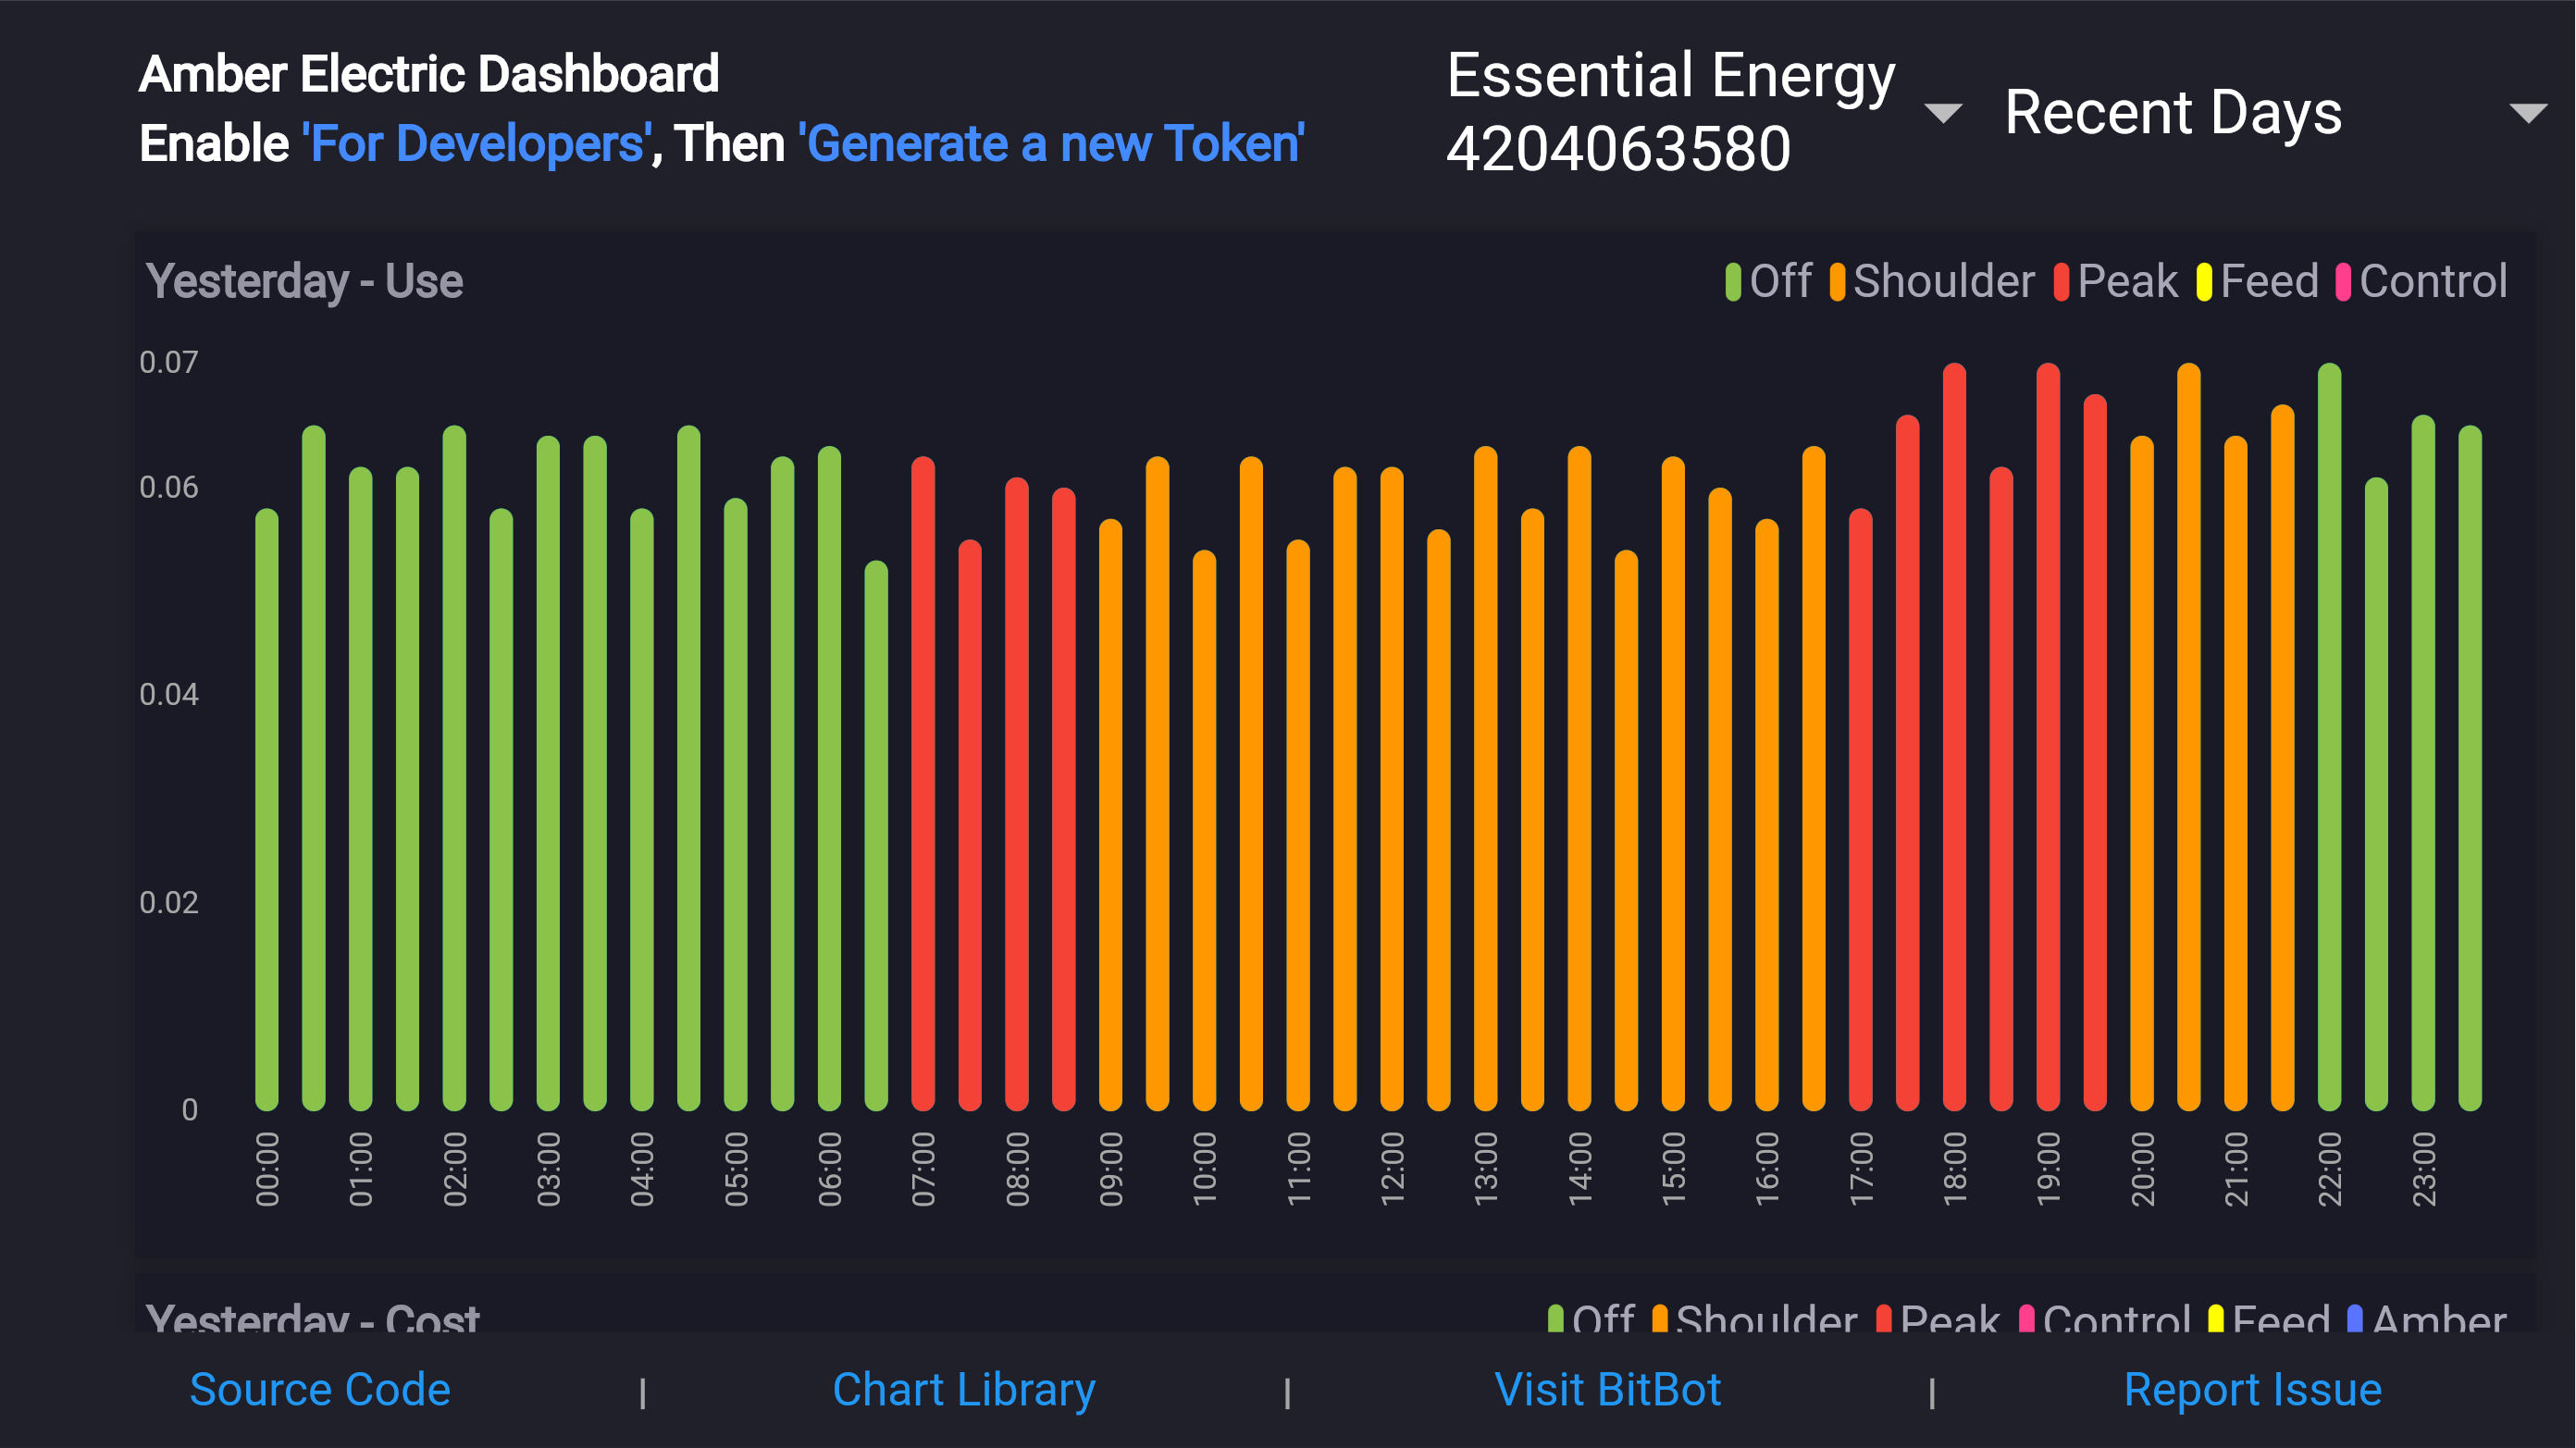 Amber Electric Dashboard
Enable 'For Developers', Then 'Generate a new Token'
Essential Energy
4204063580
Recent Days
Yesterday - Use
Off Shoulder Peak Feed Control
0.07
0.06
0.04
0.02
0
00:00 01:00 02:00 03:00 04:00 05:00 06:00 07:00 08:00 09:00 10:00 11:00 12:00 13:00 14:00 15:00 16:00 17:00 18:00 19:00 20:00 21:00 22:00 23:00
Yesterday - Cost
Off Shoulder Peak Control Feed Amber
Source Code | Chart Library | Visit BitBot | Report Issue